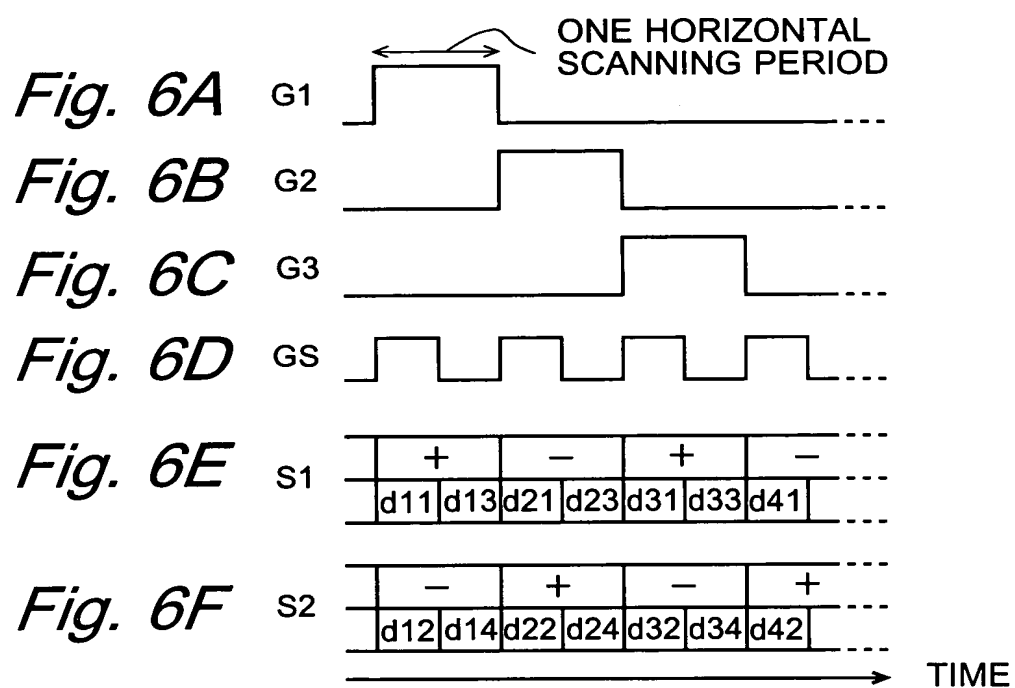 ONE HORIZONTAL
SCANNING PERIOD
Fig. 6A G1
Fig. 6B G2
Fig. 6C G3
Fig. 6D GS
Fig. 6E S1
+ − + −
d11 d13 d21 d23 d31 d33 d41
Fig. 6F S2
− + − +
d12 d14 d22 d24 d32 d34 d42
TIME